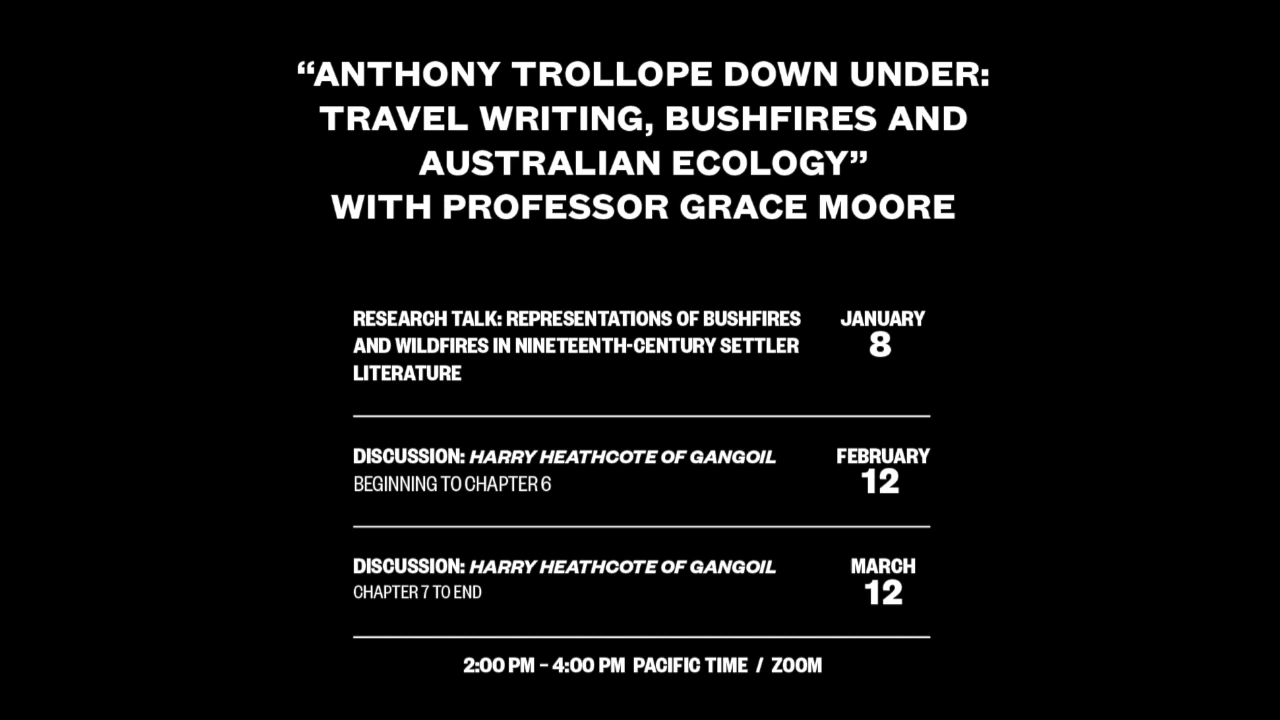 “ANTHONY TROLLOPE DOWN UNDER:
TRAVEL WRITING, BUSHFIRES AND
AUSTRALIAN ECOLOGY”
WITH PROFESSOR GRACE MOORE
RESEARCH TALK: REPRESENTATIONS OF BUSHFIRES
AND WILDFIRES IN NINETEENTH-CENTURY SETTLER
LITERATURE
JANUARY
8
DISCUSSION: HARRY HEATHCOTE OF GANGOIL
BEGINNING TO CHAPTER 6
FEBRUARY
12
DISCUSSION: HARRY HEATHCOTE OF GANGOIL
CHAPTER 7 TO END
MARCH
12
2:00 PM – 4:00 PM PACIFIC TIME / ZOOM